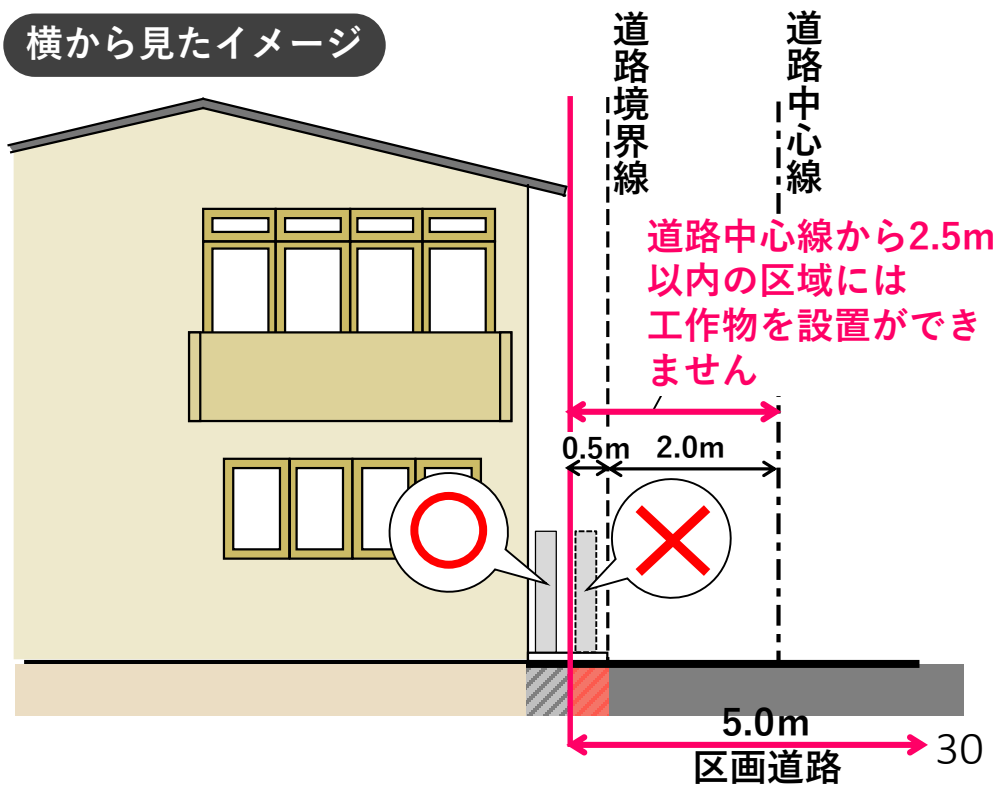 横から見たイメージ
道路境界線
道路中心線
道路中心線から2.5m
以内の区域には
工作物を設置ができ
ません
0.5m
2.0m
5.0m
区画道路
30